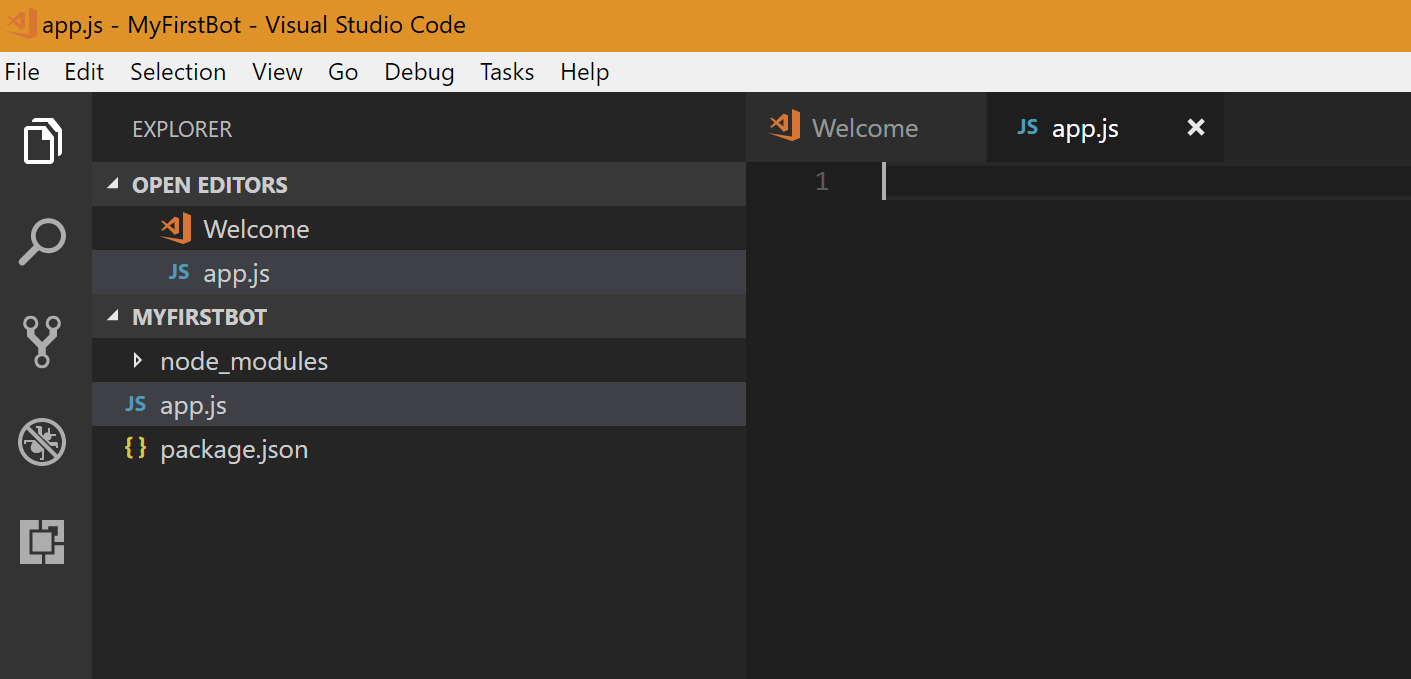 app.js - MyFirstBot - Visual Studio Code
File Edit Selection View Go Debug Tasks Help
EXPLORER
OPEN EDITORS
Welcome
JS app.js
MYFIRSTBOT
node_modules
JS app.js
{ } package.json
Welcome
JS app.js
1